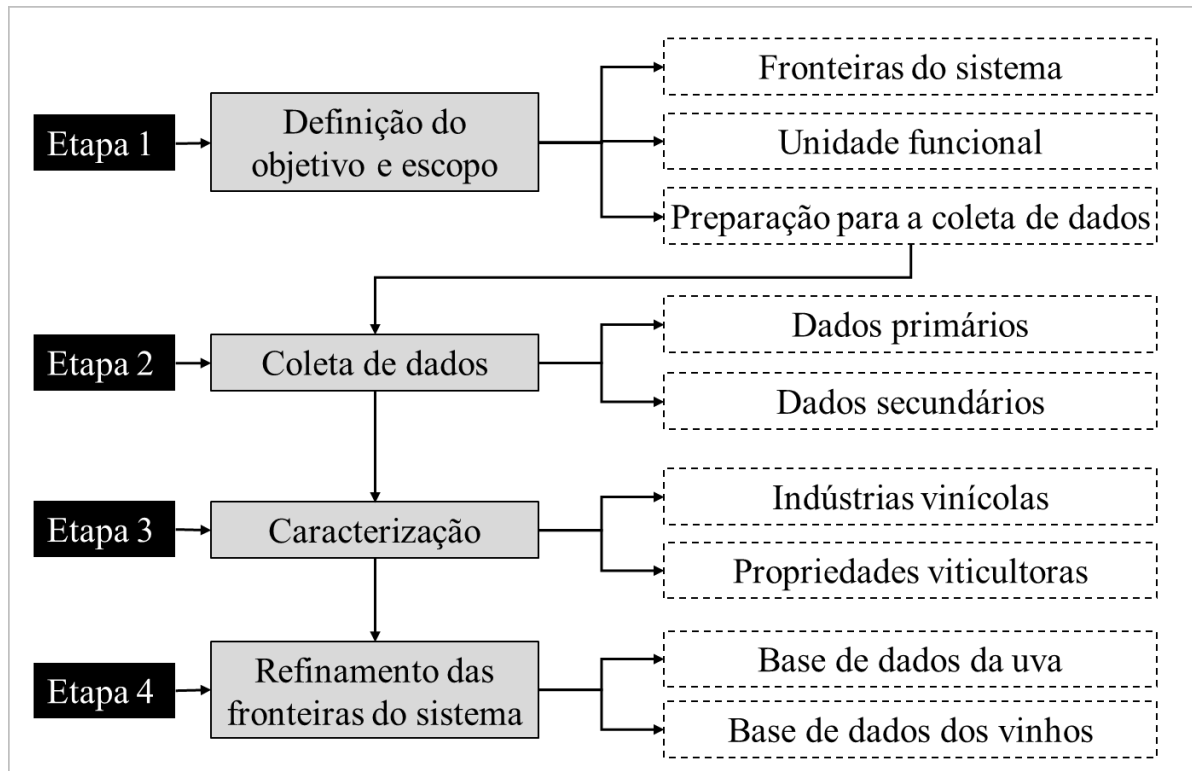 Etapa 1
Definição do
objetivo e escopo
Fronteiras do sistema
Unidade funcional
Preparação para a coleta de dados
Etapa 2
Coleta de dados
Dados primários
Dados secundários
Etapa 3
Caracterização
Indústrias vinícolas
Propriedades viticultoras
Etapa 4
Refinamento das
fronteiras do sistema
Base de dados da uva
Base de dados dos vinhos